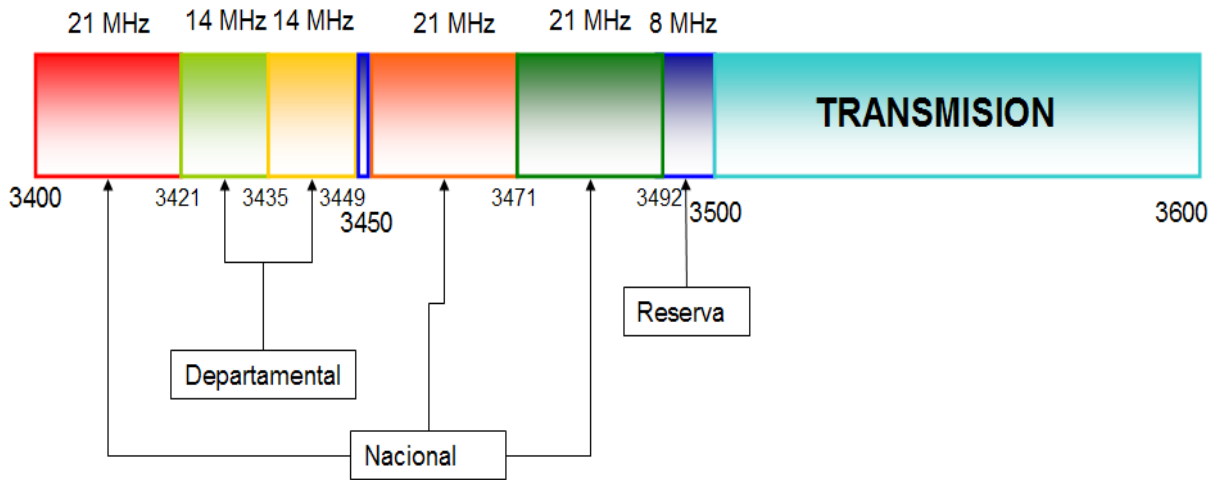 21 MHz 14 MHz 14 MHz 21 MHz 21 MHz 8 MHz
TRANSMISION
3400 3421 3435 3449 3450 3471 3492 3500 3600
Reserva
Departamental
Nacional